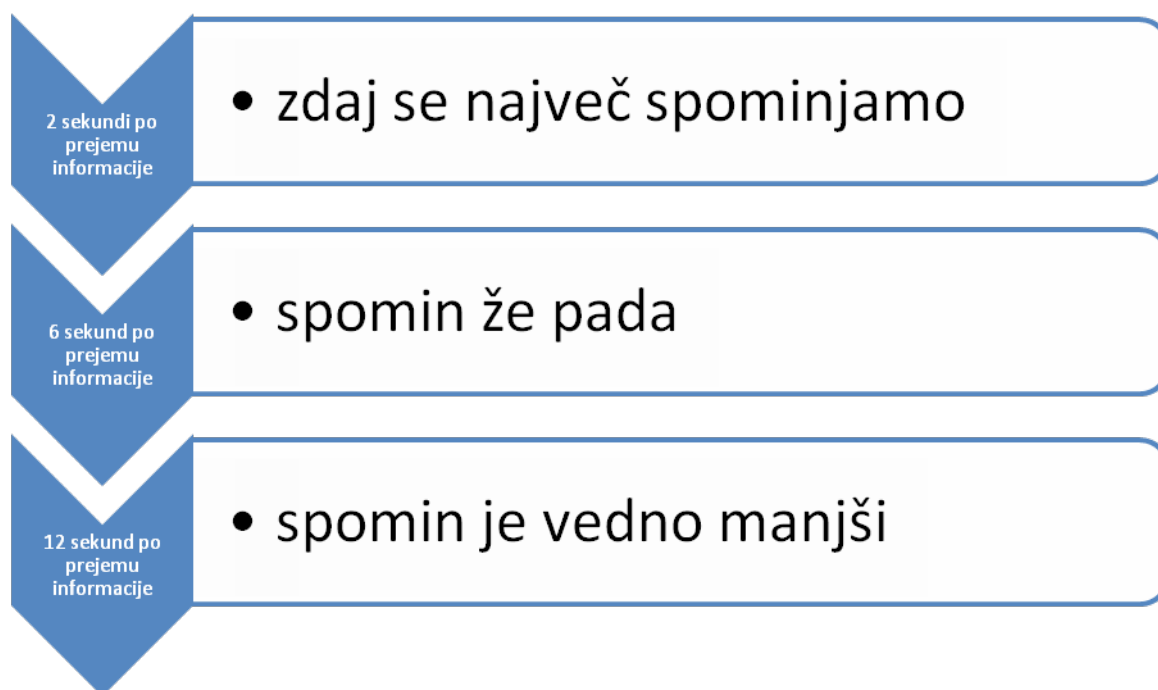 2 sekundi po
prejemu
informacije
• zdaj se največ spominjamo
6 sekund po
prejemu
informacije
• spomin že pada
12 sekund po
prejemu
informacije
• spomin je vedno manjši